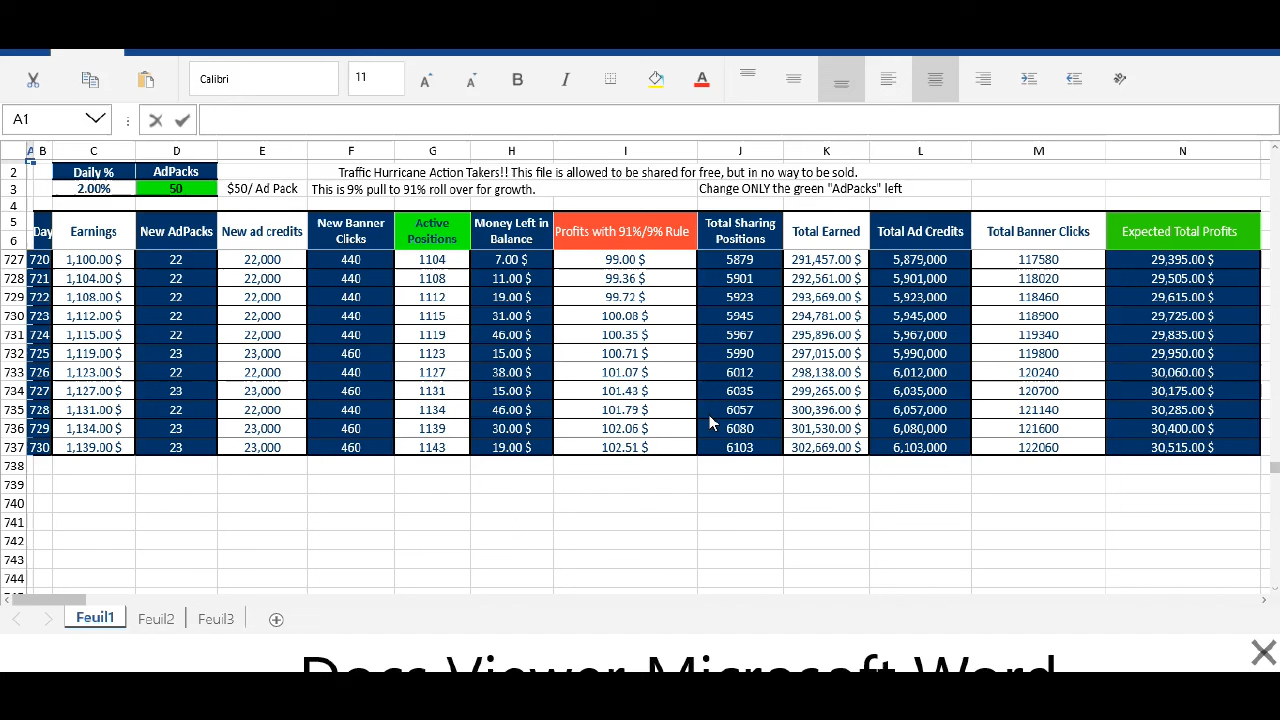 Calibri 11 B I A
A1
A B C D E F G H I J K L M N
2 Daily % AdPacks Traffic Hurricane Action Takers!! This file is allowed to be shared for free, but in no way to be sold.
3 2.00% 50 $50/ Ad Pack This is 9% pull to 91% roll over for growth. Change ONLY the green "AdPacks" left
4
5 6 Day Earnings New AdPacks New ad credits New Banner Clicks Active Positions Money Left in Balance Profits with 91%/9% Rule Total Sharing Positions Total Earned Total Ad Credits Total Banner Clicks Expected Total Profits
727 720 1,100.00 $ 22 22,000 440 1104 7.00 $ 99.00 $ 5879 291,457.00 $ 5,879,000 117580 29,395.00 $
728 721 1,104.00 $ 22 22,000 440 1108 11.00 $ 99.36 $ 5901 292,561.00 $ 5,901,000 118020 29,505.00 $
729 722 1,108.00 $ 22 22,000 440 1112 19.00 $ 99.72 $ 5923 293,669.00 $ 5,923,000 118460 29,615.00 $
730 723 1,112.00 $ 22 22,000 440 1115 31.00 $ 100.08 $ 5945 294,781.00 $ 5,945,000 118900 29,725.00 $
731 724 1,115.00 $ 22 22,000 440 1119 46.00 $ 100.35 $ 5967 295,896.00 $ 5,967,000 119340 29,835.00 $
732 725 1,119.00 $ 23 23,000 460 1123 15.00 $ 100.71 $ 5990 297,015.00 $ 5,990,000 119800 29,950.00 $
733 726 1,123.00 $ 22 22,000 440 1127 38.00 $ 101.07 $ 6012 298,138.00 $ 6,012,000 120240 30,060.00 $
734 727 1,127.00 $ 23 23,000 460 1131 15.00 $ 101.43 $ 6035 299,265.00 $ 6,035,000 120700 30,175.00 $
735 728 1,131.00 $ 22 22,000 440 1134 46.00 $ 101.79 $ 6057 300,396.00 $ 6,057,000 121140 30,285.00 $
736 729 1,134.00 $ 23 23,000 460 1139 30.00 $ 102.06 $ 6080 301,530.00 $ 6,080,000 121600 30,400.00 $
737 730 1,139.00 $ 23 23,000 460 1143 19.00 $ 102.51 $ 6103 302,669.00 $ 6,103,000 122060 30,515.00 $
738
739
740
741
742
743
744
Feuil1 Feuil2 Feuil3
Docs Viewer Microsoft Word